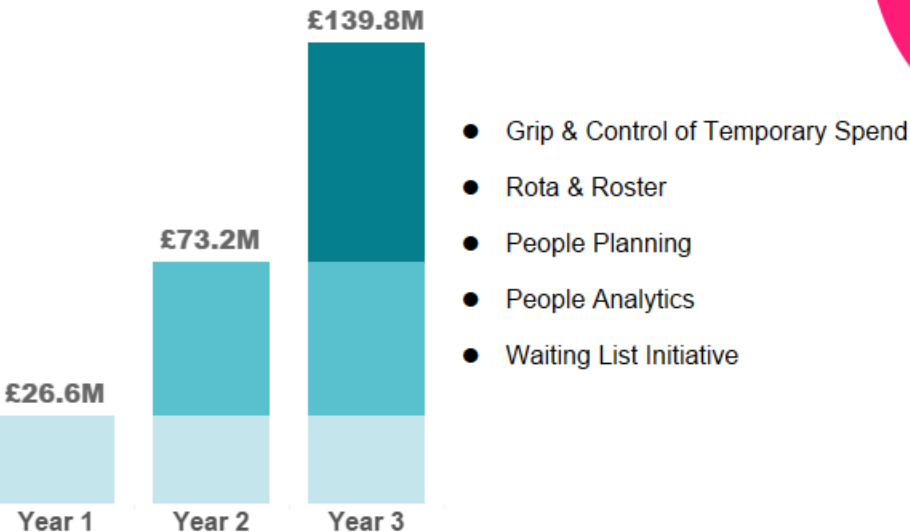 £139.8M
£73.2M
£26.6M
Year 1
Year 2
Year 3
● Grip & Control of Temporary Spend
● Rota & Roster
● People Planning
● People Analytics
● Waiting List Initiative